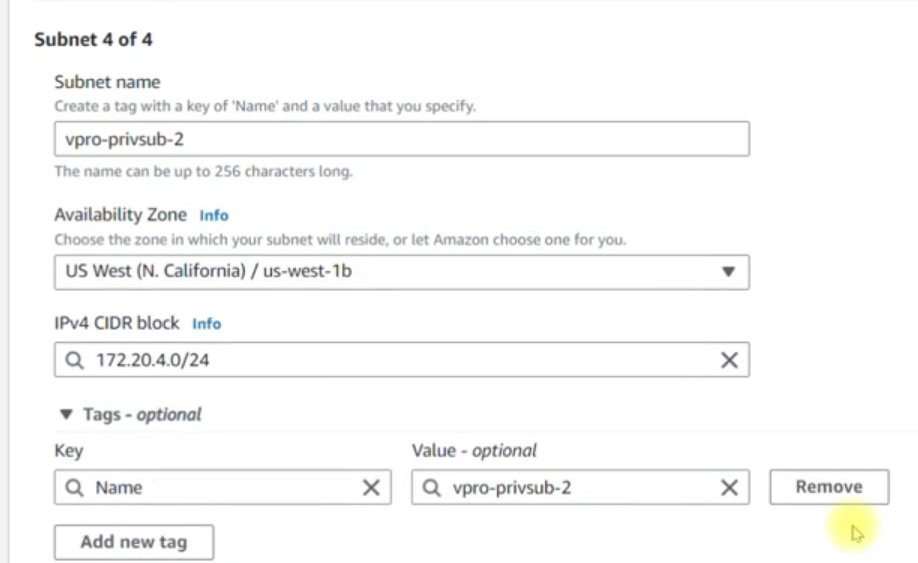 Subnet 4 of 4
Subnet name
Create a tag with a key of 'Name' and a value that you specify.
vpro-privsub-2
The name can be up to 256 characters long.
Availability Zone Info
Choose the zone in which your subnet will reside, or let Amazon choose one for you.
US West (N. California) / us-west-1b
IPv4 CIDR block Info
172.20.4.0/24
Tags - optional
Key Value - optional
Name vpro-privsub-2 Remove
Add new tag